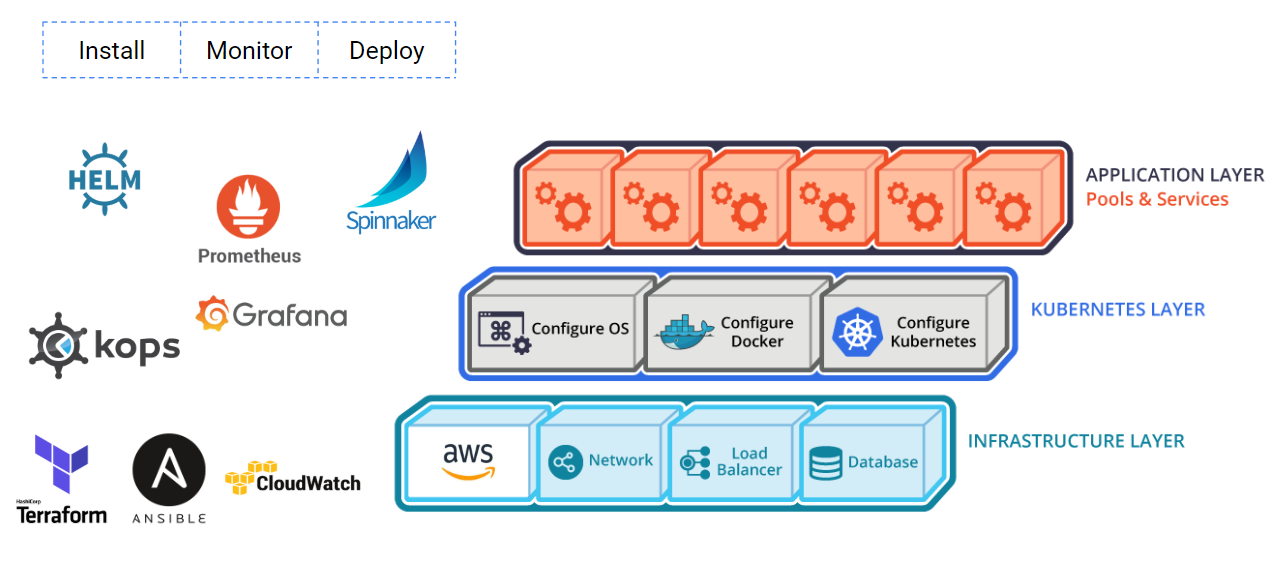 Install
Monitor
Deploy
HELM
Prometheus
Spinnaker
APPLICATION LAYER
Pools & Services
kops
Grafana
Configure OS
Configure
Docker
Configure
Kubernetes
KUBERNETES LAYER
HashiCorp
Terraform
ANSIBLE
CloudWatch
aws
Network
Load
Balancer
Database
INFRASTRUCTURE LAYER